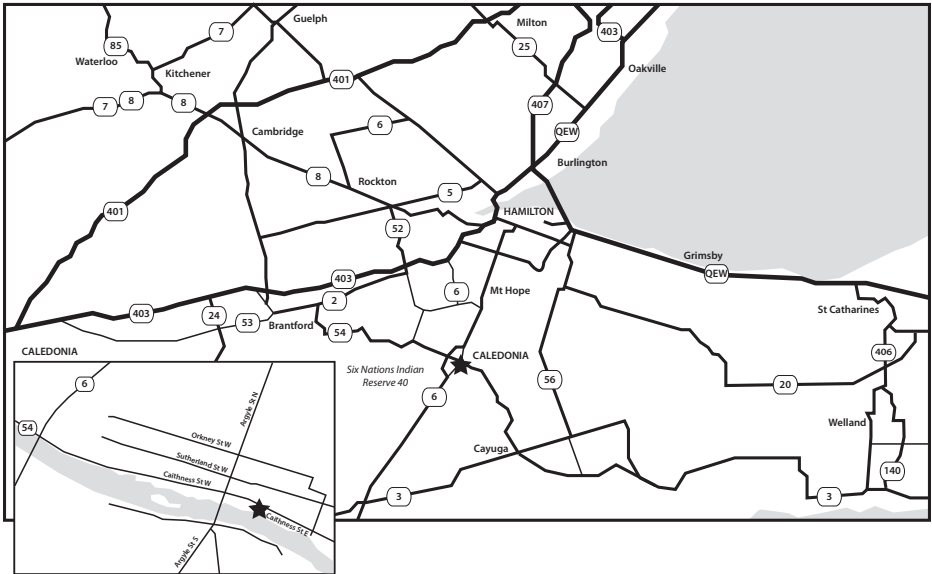 Guelph
Milton
403
7
85
25
Waterloo
Kitchener
Oakville
401
8
7
8
407
6
QEW
Cambridge
Burlington
8
Rockton
5
401
HAMILTON
52
Grimsby
QEW
403
6
Mt Hope
2
403
24
53
Brantford
54
St Catharines
406
CALEDONIA
CALEDONIA
Six Nations Indian
Reserve 40
56
20
6
Welland
Cayuga
140
3
3
6
54
Argyle St N
Orkney St W
Sutherland St W
Caithness St W
Caithness St E
Argyle St S